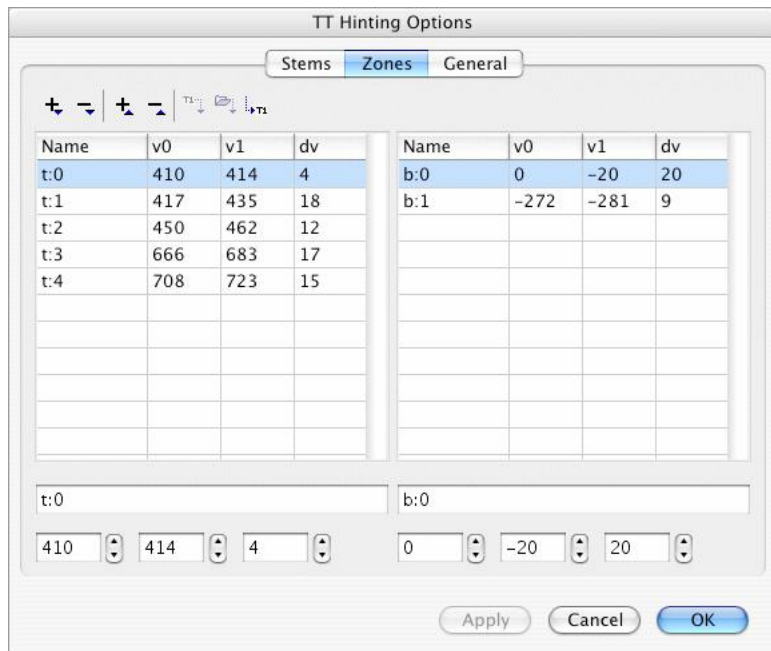 TT Hinting Options
Stems Zones General
T1
T1
Name v0 v1 dv Name v0 v1 dv
t:0 410 414 4 b:0 0 -20 20
t:1 417 435 18 b:1 -272 -281 9
t:2 450 462 12
t:3 666 683 17
t:4 708 723 15
t:0 b:0
410 414 4 0 -20 20
Apply Cancel OK